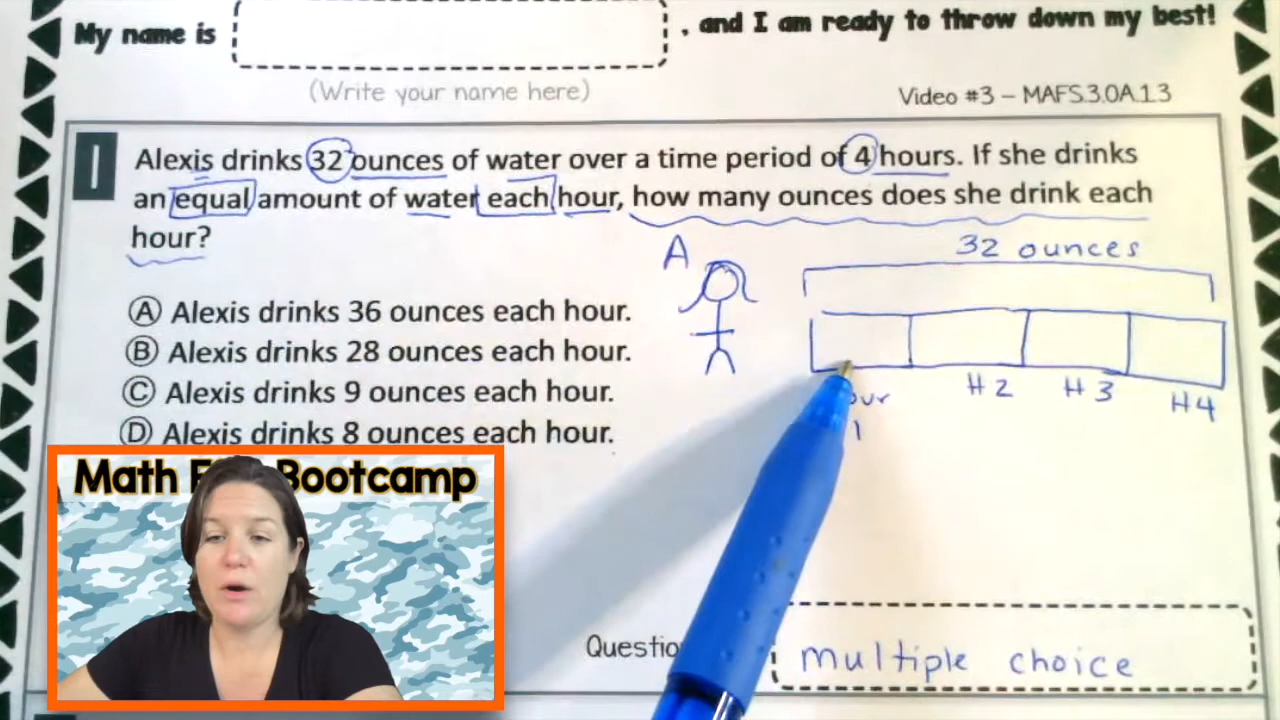 My name is , and I am ready to throw down my best!
(Write your name here)
Video #3 – MAFS.3.OA.1.3
1
Alexis drinks 32 ounces of water over a time period of 4 hours. If she drinks
an equal amount of water each hour, how many ounces does she drink each
hour?
A 32 ounces
Ⓐ Alexis drinks 36 ounces each hour.
Ⓑ Alexis drinks 28 ounces each hour.
Ⓒ Alexis drinks 9 ounces each hour.
Ⓓ Alexis drinks 8 ounces each hour.
H2 H3 H4
1
Math Bootcamp
multiple choice